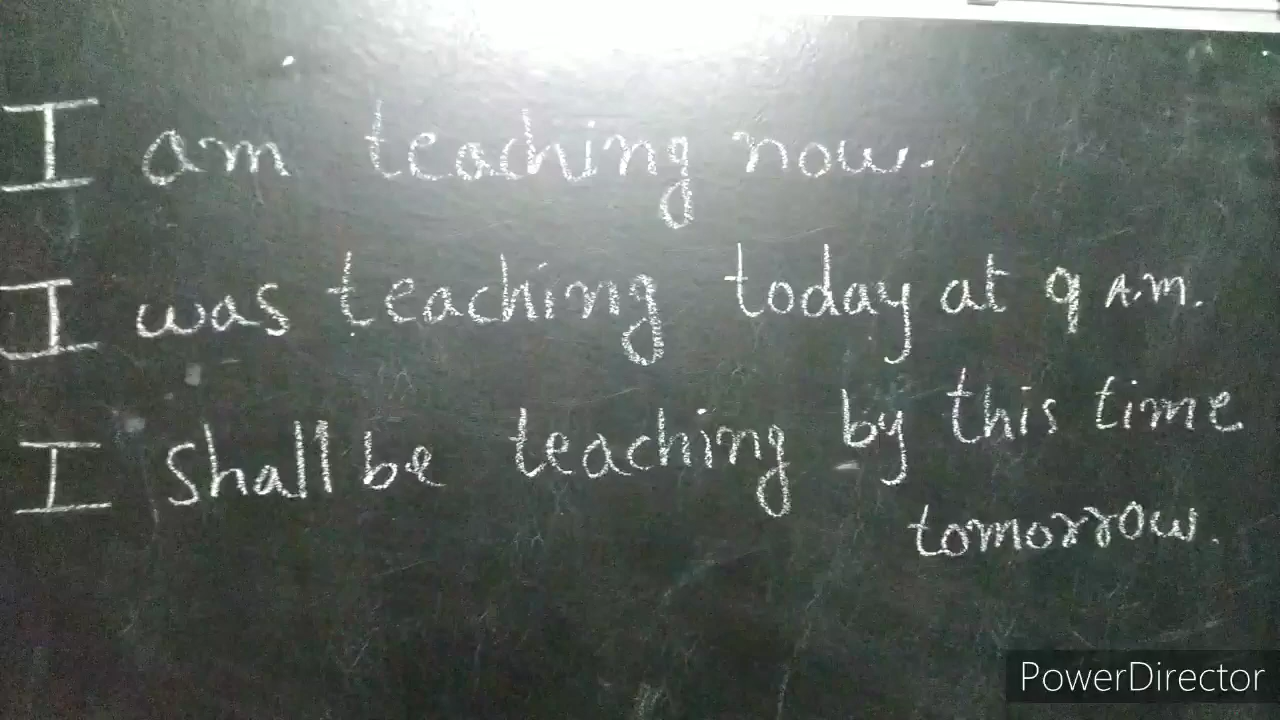 I am teaching now.
I was teaching today at 9 A.M.
I shall be teaching by this time
tomorrow.
PowerDirector